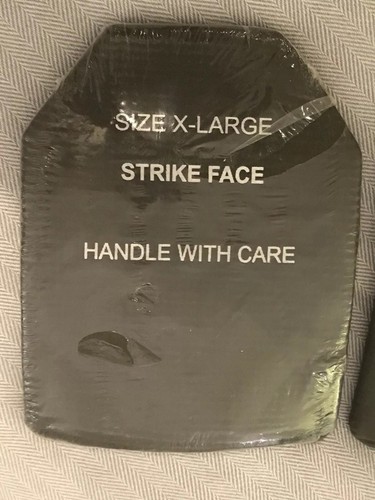 SIZE X-LARGE
STRIKE FACE
HANDLE WITH CARE